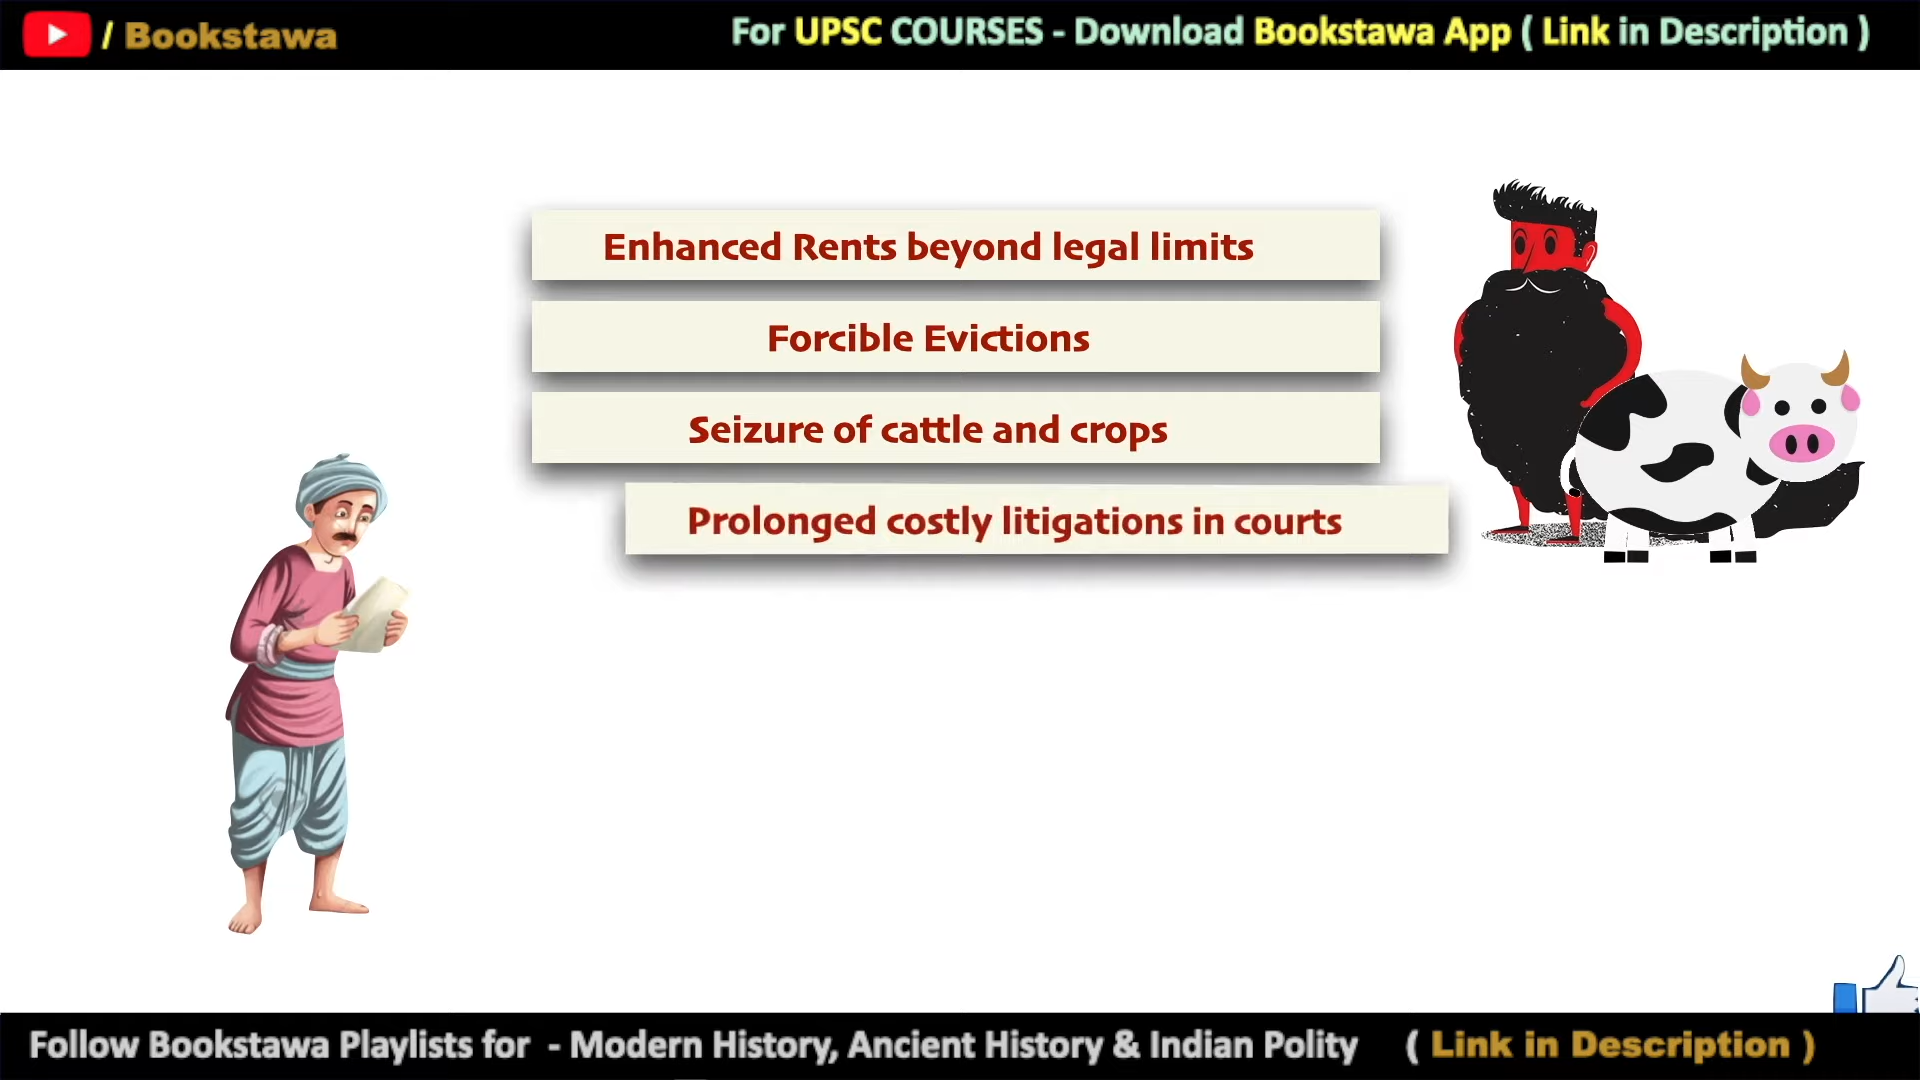 / Bookstawa
For UPSC COURSES - Download Bookstawa App ( Link in Description )
Enhanced Rents beyond legal limits
Forcible Evictions
Seizure of cattle and crops
Prolonged costly litigations in courts
Follow Bookstawa Playlists for - Modern History, Ancient History & Indian Polity ( Link in Description )